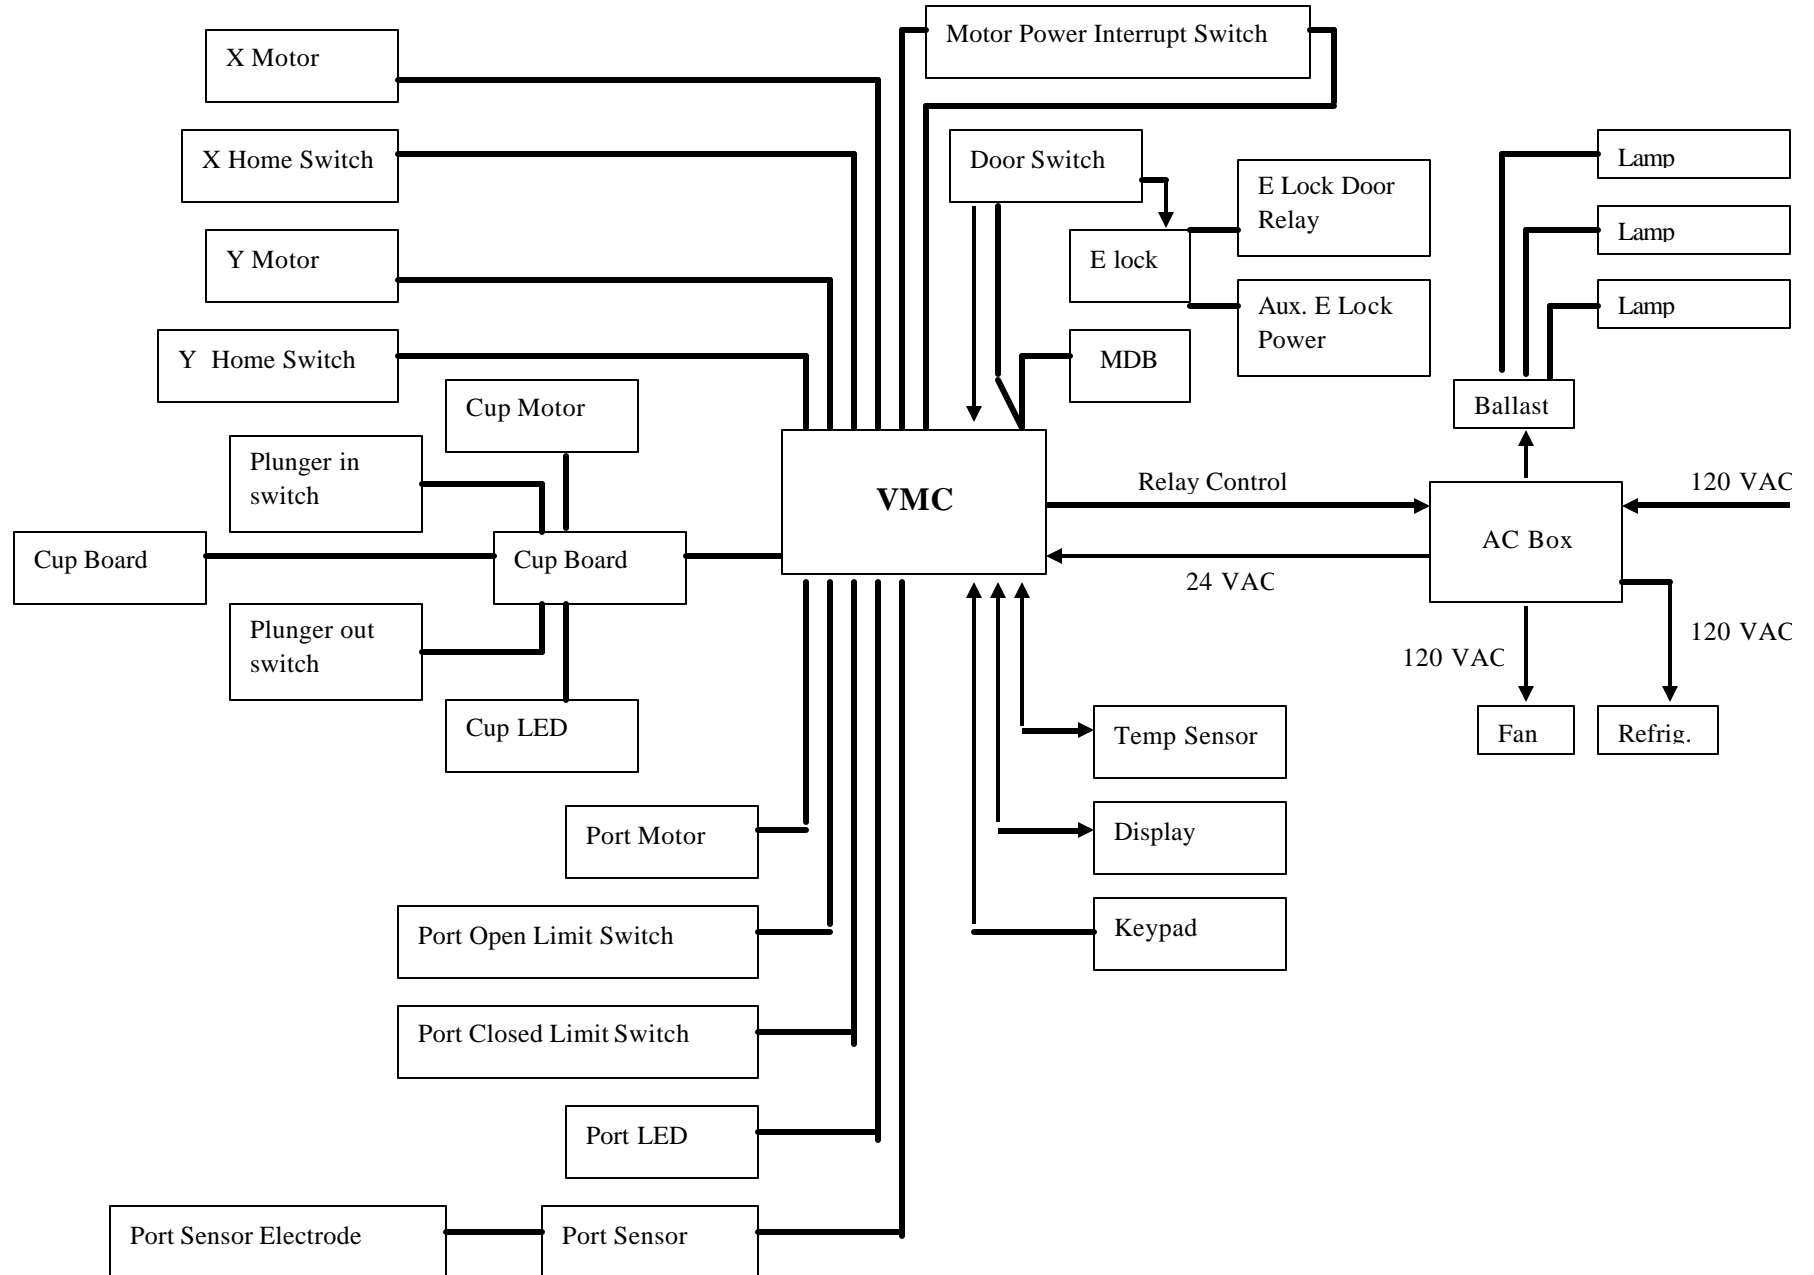 Motor Power Interrupt Switch
X Motor
X Home Switch
Door Switch
Lamp
E Lock Door
Relay
Y Motor
E lock
Lamp
Aux. E Lock
Power
Lamp
Y Home Switch
MDB
Cup Motor
Ballast
Plunger in
switch
VMC
Relay Control
120 VAC
AC Box
Cup Board
Cup Board
24 VAC
Plunger out
switch
120 VAC
120 VAC
Cup LED
Temp Sensor
Fan
Refrig.
Port Motor
Display
Port Open Limit Switch
Keypad
Port Closed Limit Switch
Port LED
Port Sensor Electrode
Port Sensor